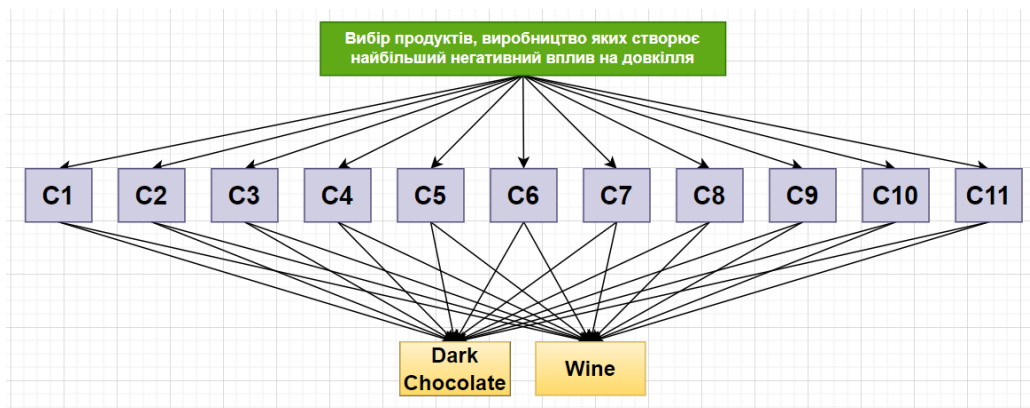 Вибір продуктів, виробництво яких створює
найбільший негативний вплив на довкілля
C1 C2 C3 C4 C5 C6 C7 C8 C9 C10 C11
Dark
Chocolate
Wine